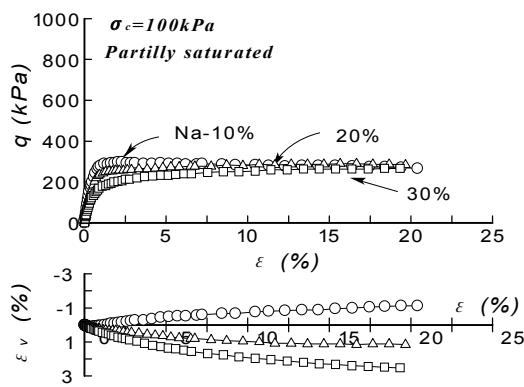 1000
800
600
400
200
0
q (kPa)
σc=100kPa
Partilly saturated
Na-10%
20%
30%
0 5 10 15 20 25
ε (%)
-3
-1
1
3
εv (%)
ε (%)
0 5 10 15 20 25